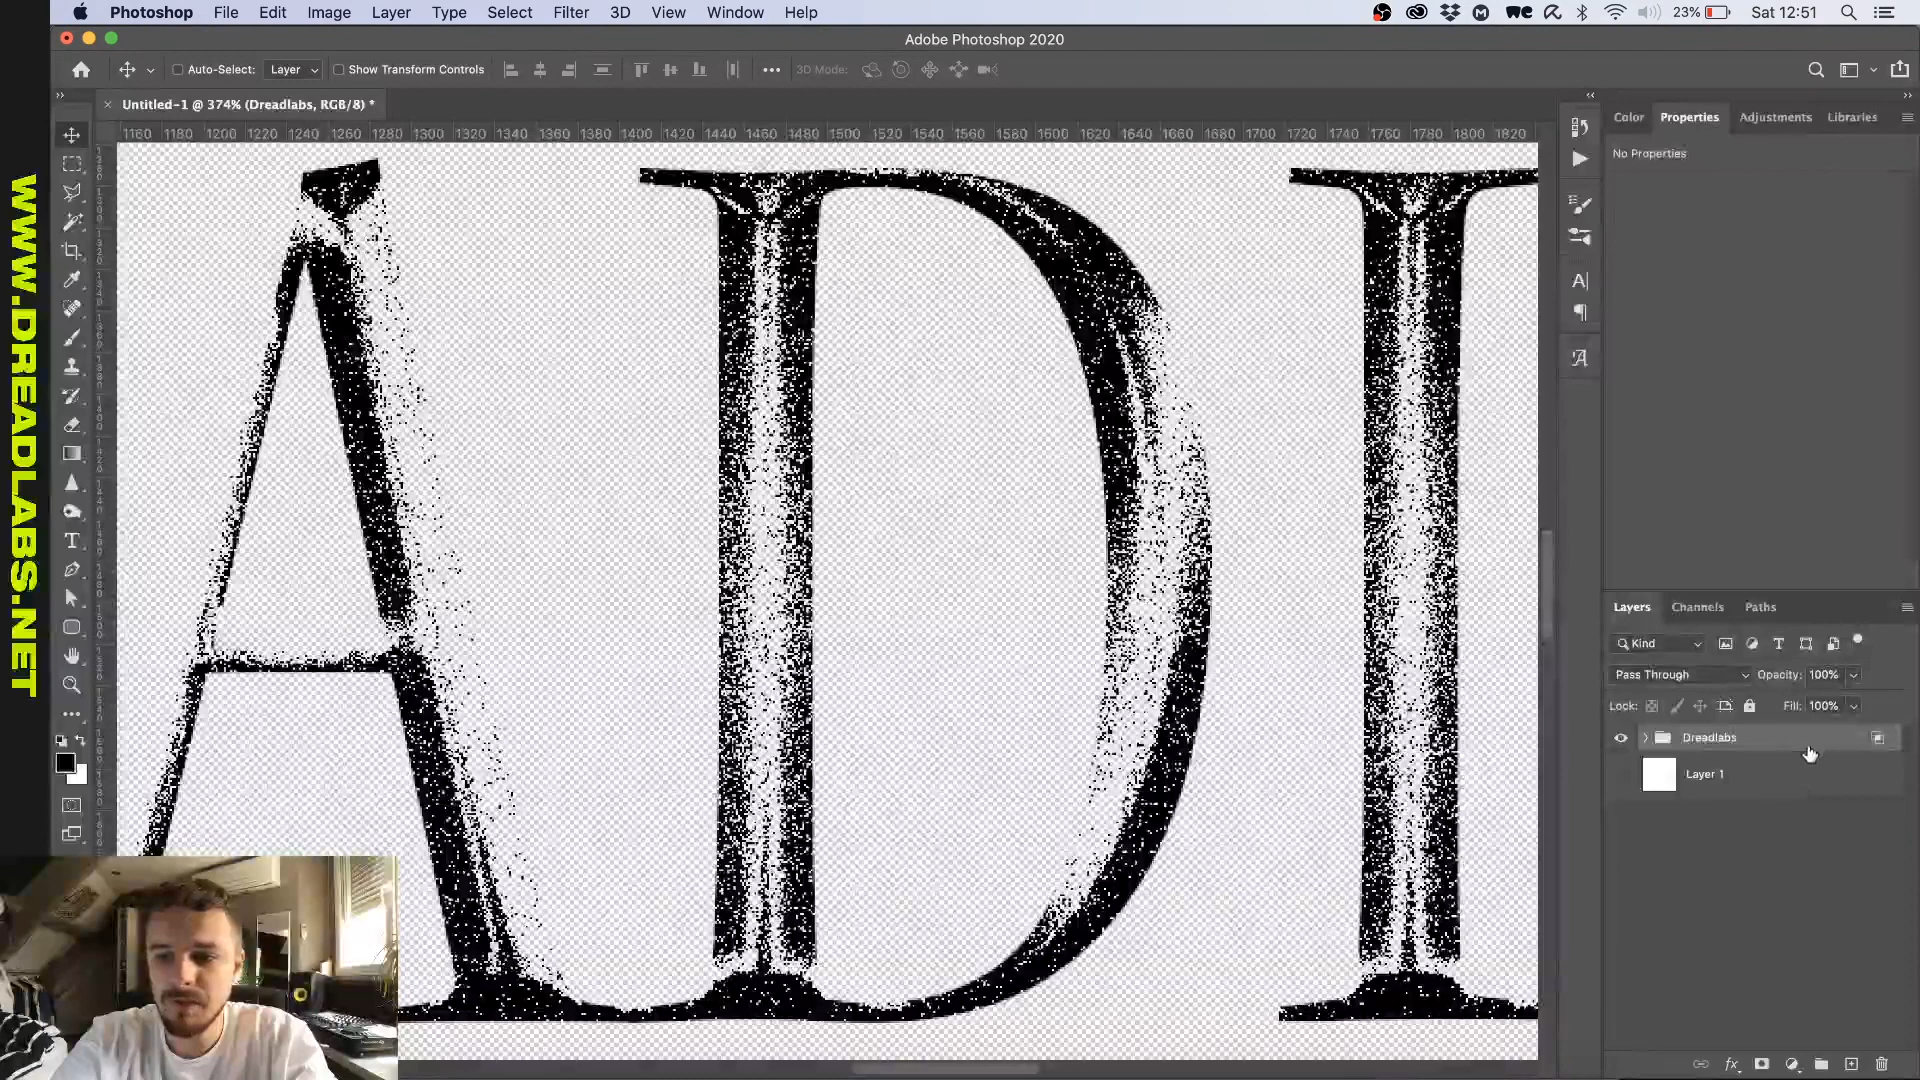 Photoshop File Edit Image Layer Type Select Filter 3D View Window Help 23% Sat 12:51
Adobe Photoshop 2020
Auto-Select: Layer Show Transform Controls 3D Mode:
Untitled-1 @ 374% (Dreadlabs, RGB/8) *
1160 1180 1200 1220 1240 1260 1280 1300 1320 1340 1360 1380 1400 1420 1440 1460 1480 1500 1520 1540 1560 1580 1600 1620 1640 1660 1680 1700 1720 1740 1760 1780 1800 1820
Color Properties Adjustments Libraries
No Properties
WWW.DREADLABS.NET
A D I
Layers Channels Paths
Kind
Pass Through Opacity: 100%
Lock: Fill: 100%
Dreadlabs
Layer 1
fx